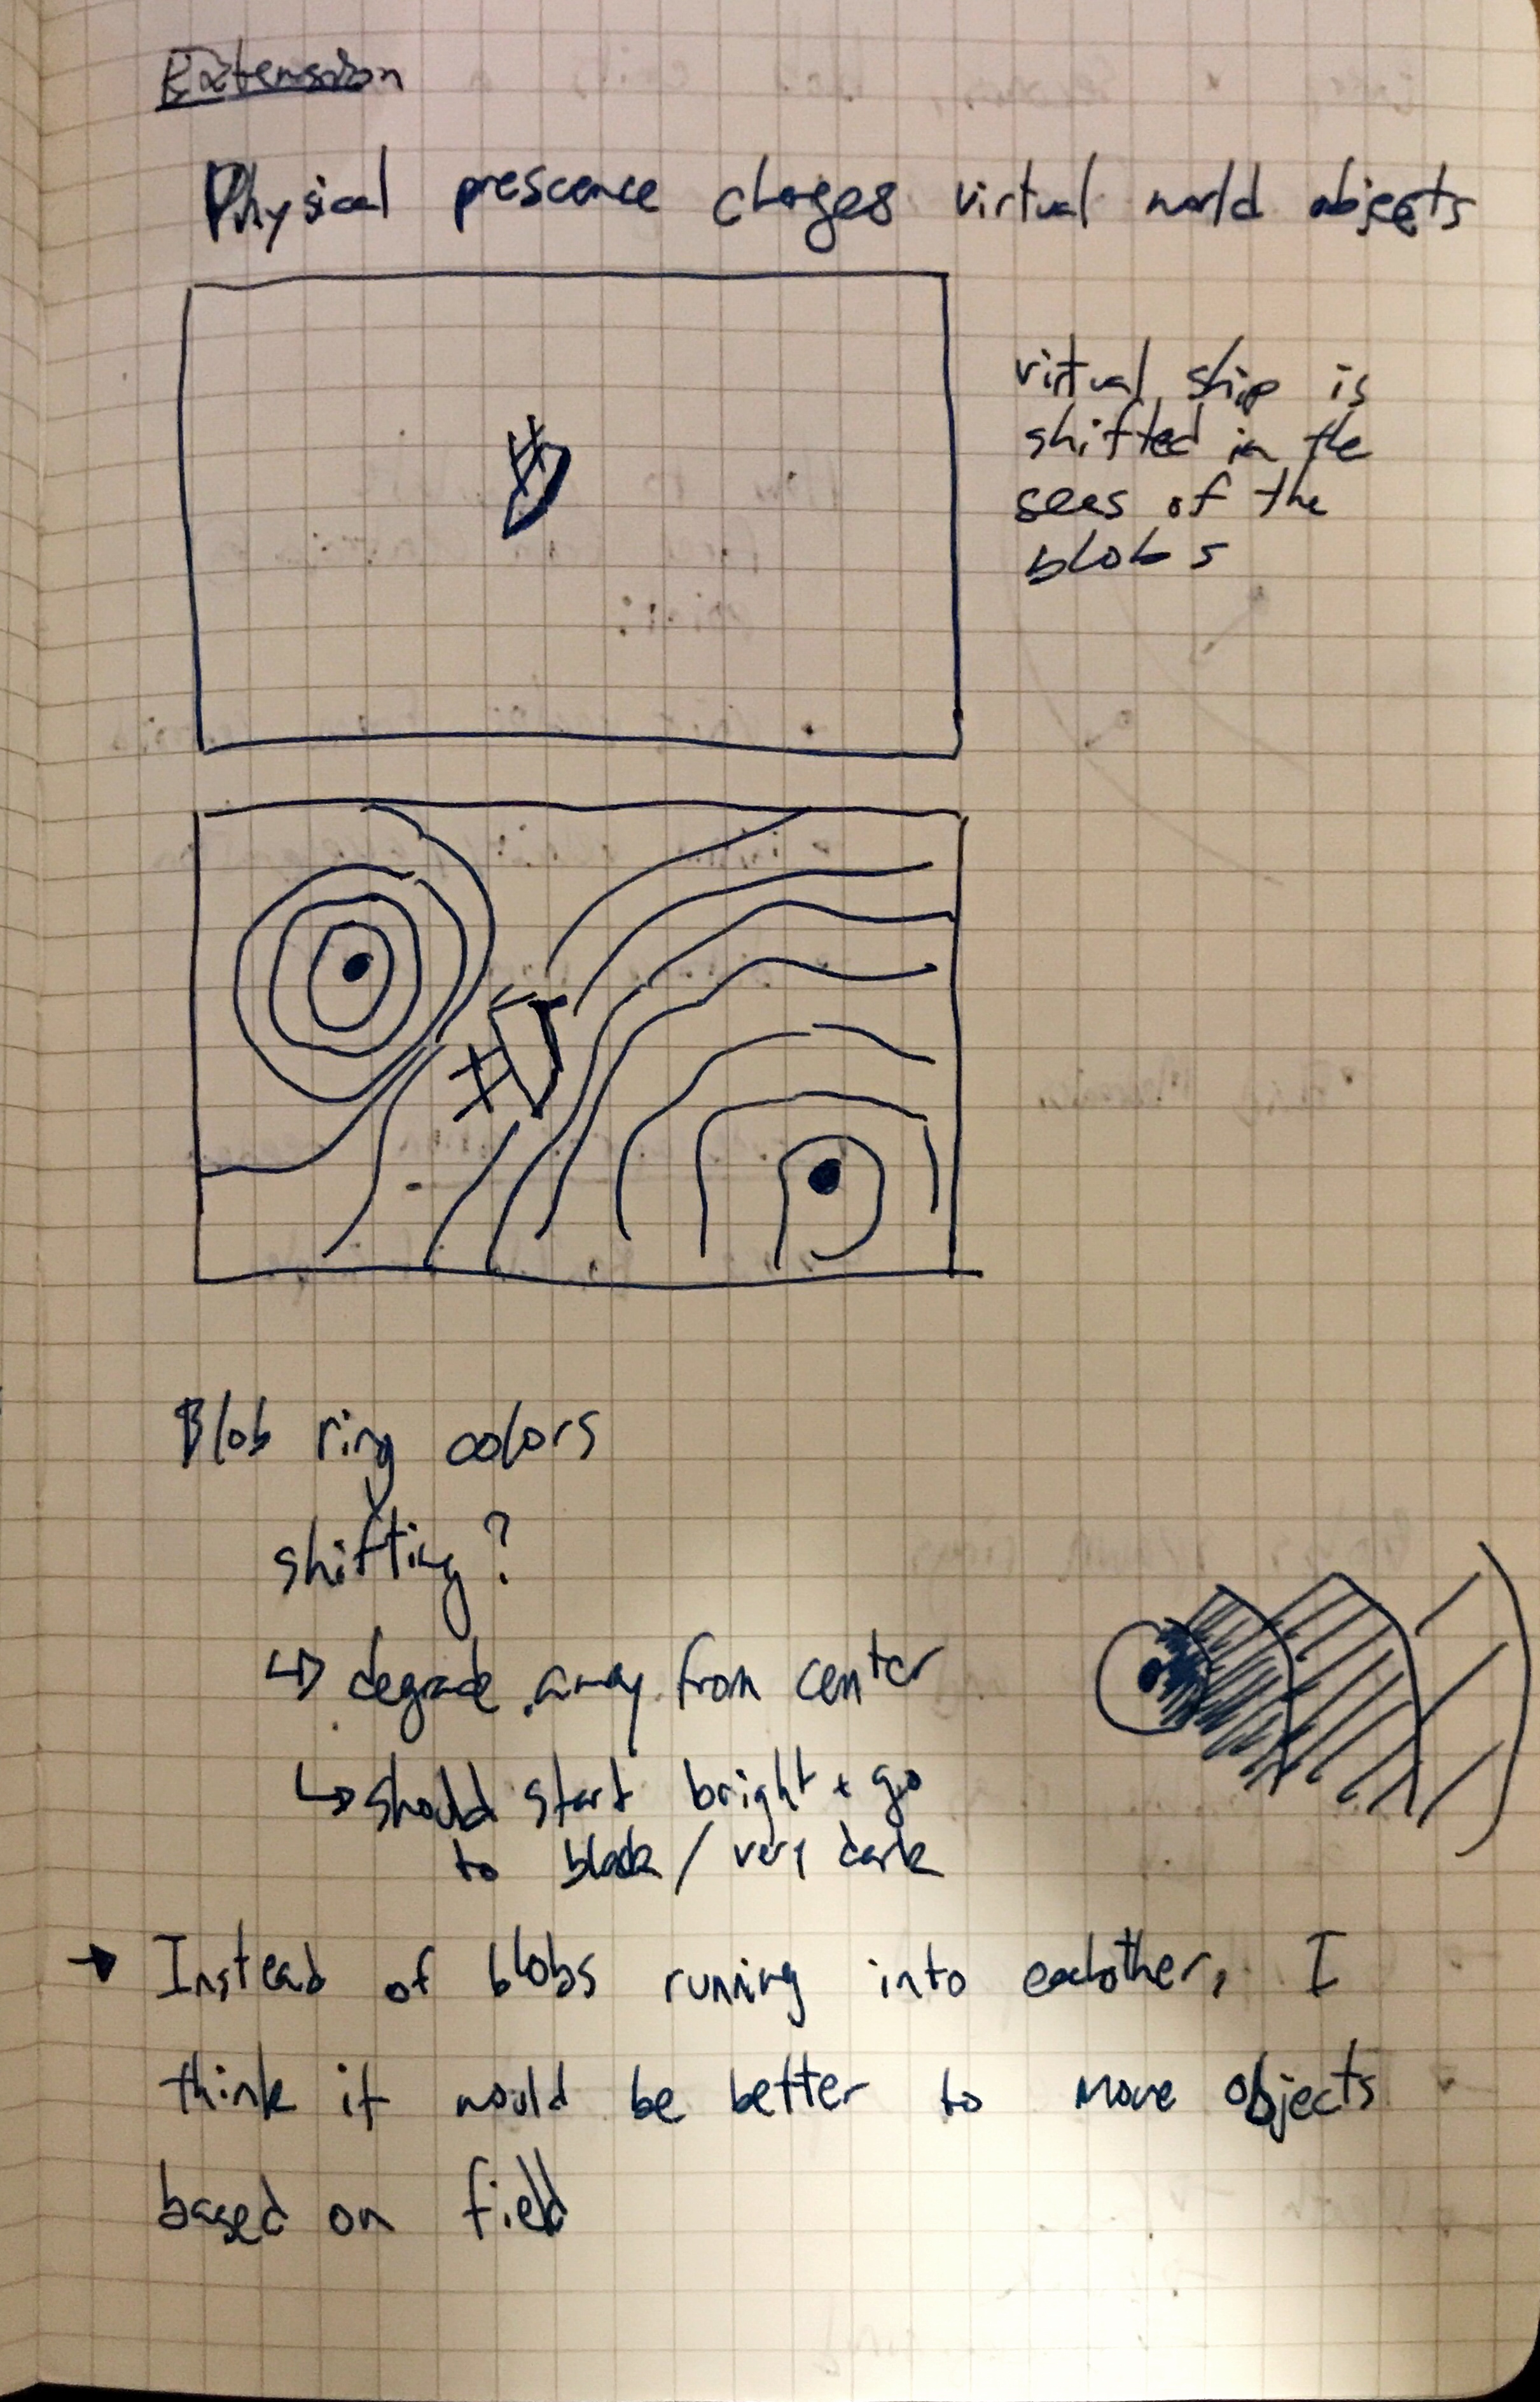 Extension
Physical prescence changes virtual world objects
virtual ship is
shifted in the
seas of the
blobs
Blob ring colors
shifting?
↳ degrade away from center
↳ should start bright + go
to black / very dark
→ Instead of blobs running into eachother, I
think it would be better to move objects
based on field